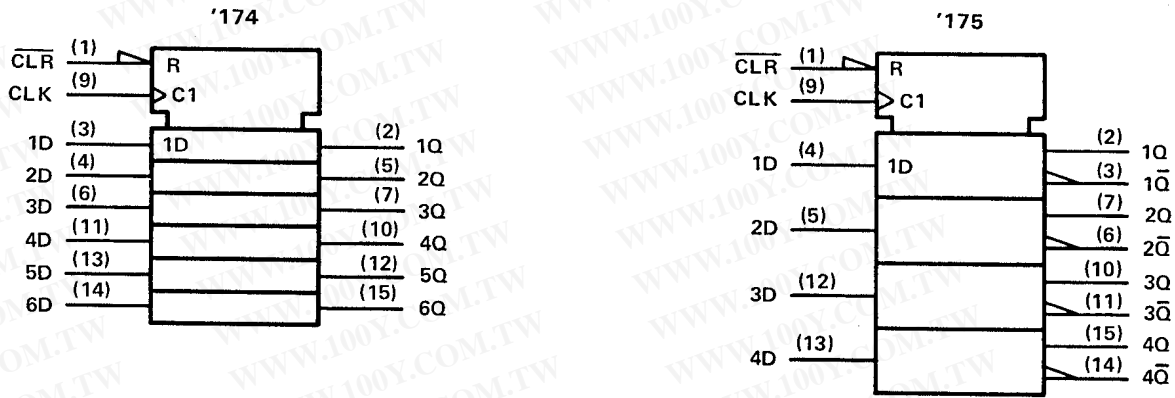 '174
C̅L̅R̅ (1) R
CLK (9) C1
1D (3) 1D (2) 1Q
2D (4) (5) 2Q
3D (6) (7) 3Q
4D (11) (10) 4Q
5D (13) (12) 5Q
6D (14) (15) 6Q
'175
C̅L̅R̅ (1) R
CLK (9) C1
1D (4) 1D (2) 1Q
(3) 1Q̅
2D (5) (7) 2Q
(6) 2Q̅
3D (12) (10) 3Q
(11) 3Q̅
4D (13) (15) 4Q
(14) 4Q̅
WWW.100Y.COM.TW